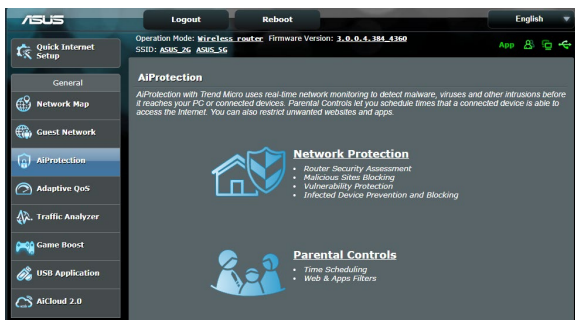 ASUS
Logout
Reboot
English
Quick Internet
Setup
Operation Mode: Wireless router Firmware Version: 3.0.0.4.384_4360
SSID: ASUS_2G ASUS_5G
App
General
Network Map
Guest Network
AiProtection
Adaptive QoS
Traffic Analyzer
Game Boost
USB Application
AiCloud 2.0
AiProtection
AiProtection with Trend Micro uses real-time network monitoring to detect malware, viruses and other intrusions before
it reaches your PC or connected devices. Parental Controls let you schedule times that a connected device is able to
access the Internet. You can also restrict unwanted websites and apps.
Network Protection
• Router Security Assessment
• Malicious Sites Blocking
• Vulnerability Protection
• Infected Device Prevention and Blocking
Parental Controls
• Time Scheduling
• Web & Apps Filters